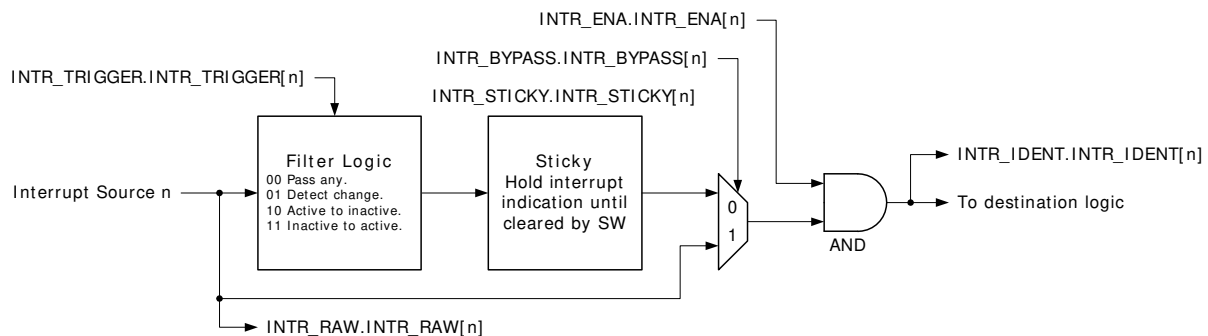 INTR_ENA.INTR_ENA[n]
INTR_BYPASS.INTR_BYPASS[n]
INTR_TRIGGER.INTR_TRIGGER[n]
INTR_STICKY.INTR_STICKY[n]
Filter Logic
00 Pass any.
01 Detect change.
10 Active to inactive.
11 Inactive to active.
Sticky
Hold interrupt
indication until
cleared by SW
Interrupt Source n
0
1
AND
INTR_IDENT.INTR_IDENT[n]
To destination logic
INTR_RAW.INTR_RAW[n]